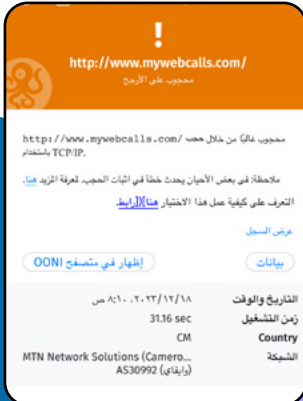 !
http://www.mywebcalls.com/
محجوب على الأرجح
محجوب غالبًا من خلال حجب http://www.mywebcalls.com/
باستخدام TCP/IP.
ملاحظة: في بعض الأحيان يحدث خطأ في اثبات الحجب. لمعرفة المزيد هنا.
التعرف على كيفية عمل هذا الاختبار هنا][(الرابط.
عرض السجل
بيانات
إظهار في متصفح OONI
التاريخ والوقت ٢٠٢٣/١٢/١٨، ٨:١٠ ص
زمن التشغيل 31.16 sec
Country CM
الشبكة MTN Network Solutions (Camero...
AS30992 (وايفاي)